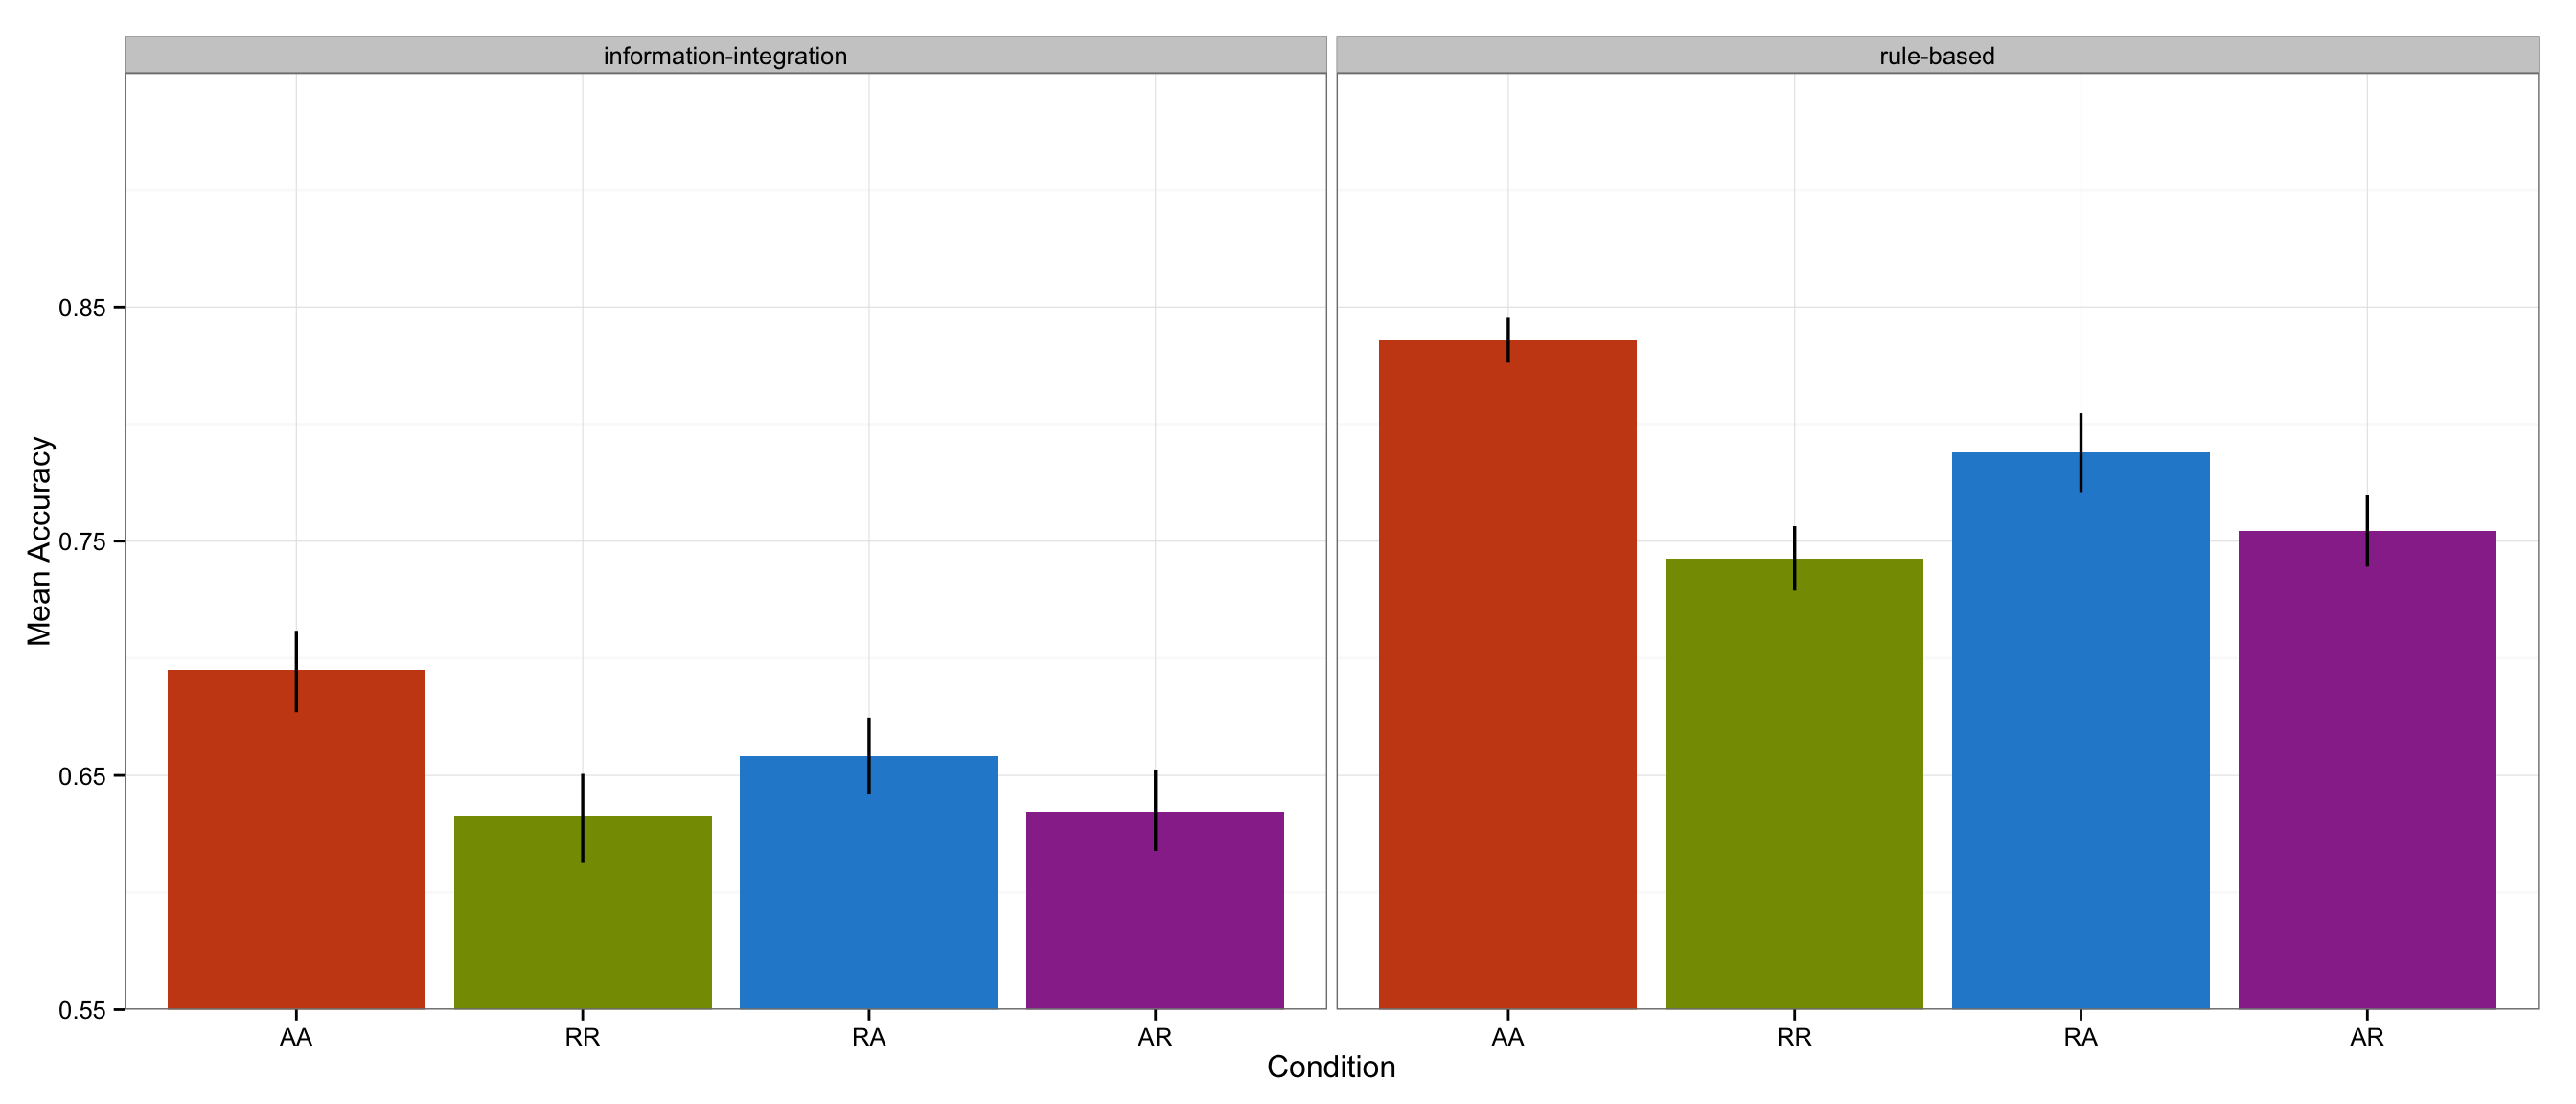 information-integration
rule-based
Mean Accuracy
0.85
0.75
0.65
0.55
AA RR RA AR
AA RR RA AR
Condition